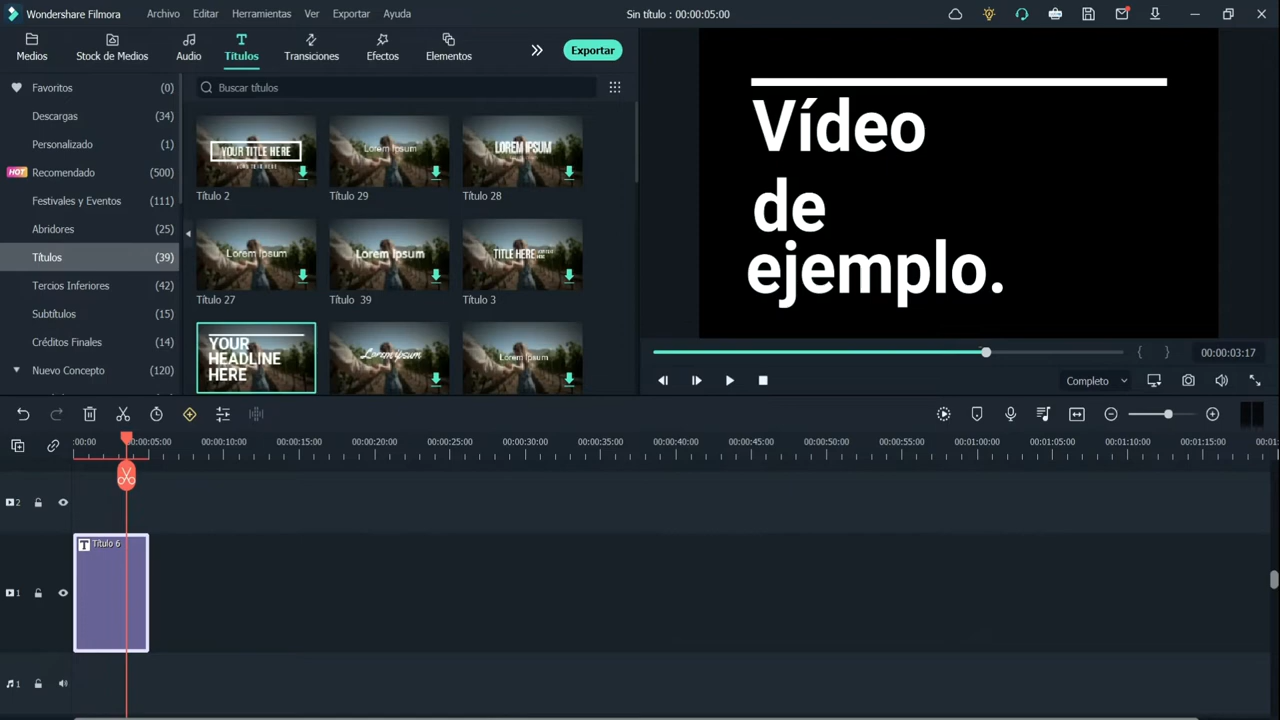 Wondershare Filmora
Archivo Editar Herramientas Ver Exportar Ayuda
Sin título : 00:00:05:00
Medios Stock de Medios Audio Títulos Transiciones Efectos Elementos
Exportar
Buscar títulos
Favoritos (0)
Descargas (34)
Personalizado (1)
HOT Recomendado (500)
Festivales y Eventos (111)
Abridores (25)
Títulos (39)
Tercios Inferiores (42)
Subtítulos (15)
Créditos Finales (14)
Nuevo Concepto (120)
YOUR TITLE HERE
Lorem Ipsum
LOREM IPSUM
Título 2 Título 29 Título 28
Lorem Ipsum
Lorem Ipsum
TITLE HERE
Título 27 Título 39 Título 3
YOUR
HEADLINE
HERE
Lorem Ipsum
Lorem Ipsum
Vídeo
de
ejemplo.
{ } 00:00:03:17
Completo
:00:00 00:00:05:00 00:00:10:00 00:00:15:00 00:00:20:00 00:00:25:00 00:00:30:00 00:00:35:00 00:00:40:00 00:00:45:00 00:00:50:00 00:00:55:00 00:01:00:00 00:01:05:00 00:01:10:00 00:01:15:00
2
T Título 6
1
1